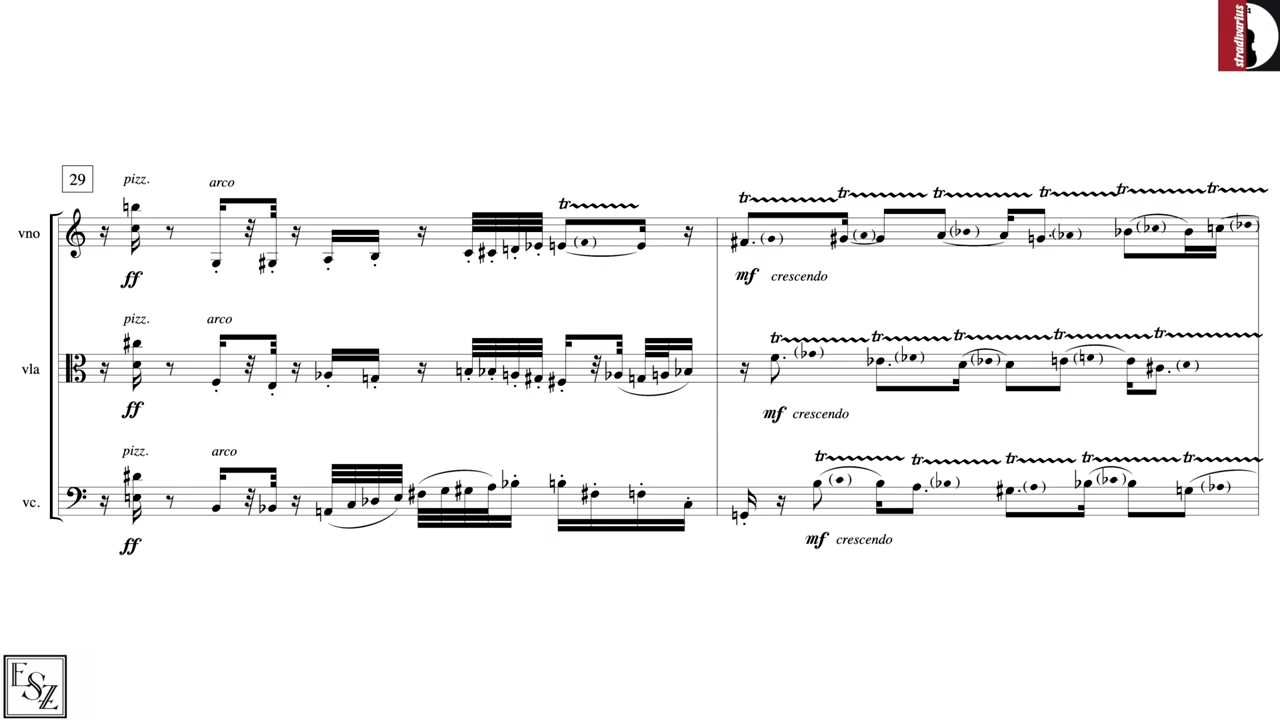 stradivarius
29
pizz.
arco
tr tr tr tr tr tr tr
vno
ff
mf crescendo
pizz.
arco
tr tr tr tr tr
vla
ff
mf crescendo
pizz.
arco
tr tr tr tr tr
vc.
ff
mf crescendo
ESZ